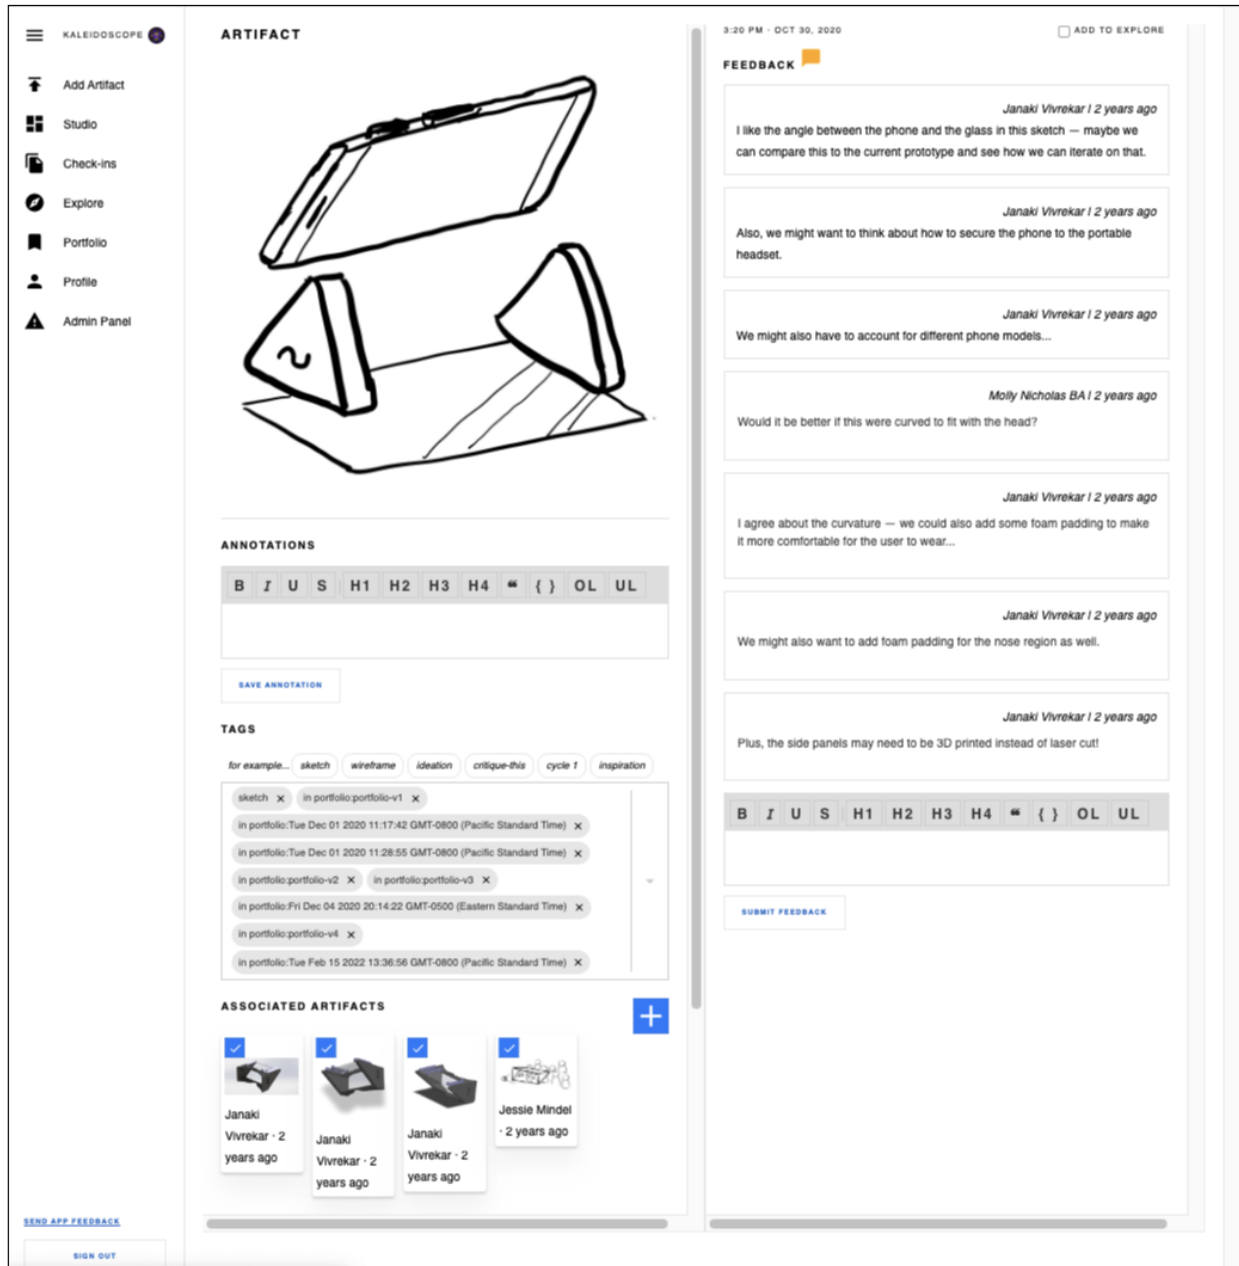 KALEIDOSCOPE
Add Artifact
Studio
Check-ins
Explore
Portfolio
Profile
Admin Panel
SEND APP FEEDBACK
SIGN OUT
ARTIFACT
ANNOTATIONS
B I U S H1 H2 H3 H4 ❝ { } OL UL
SAVE ANNOTATION
TAGS
for example... sketch wireframe ideation critique-this cycle 1 inspiration
sketch × in portfolio:portfolio-v1 ×
in portfolio:Tue Dec 01 2020 11:17:42 GMT-0800 (Pacific Standard Time) ×
in portfolio:Tue Dec 01 2020 11:28:55 GMT-0800 (Pacific Standard Time) ×
in portfolio:portfolio-v2 × in portfolio:portfolio-v3 ×
in portfolio:Fri Dec 04 2020 20:14:22 GMT-0500 (Eastern Standard Time) ×
in portfolio:portfolio-v4 ×
in portfolio:Tue Feb 15 2022 13:36:56 GMT-0800 (Pacific Standard Time) ×
ASSOCIATED ARTIFACTS
Janaki
Vivrekar · 2
years ago
Janaki
Vivrekar · 2
years ago
Janaki
Vivrekar · 2
years ago
Jessie Mindel
· 2 years ago
3:20 PM · OCT 30, 2020
ADD TO EXPLORE
FEEDBACK
Janaki Vivrekar | 2 years ago
I like the angle between the phone and the glass in this sketch — maybe we
can compare this to the current prototype and see how we can iterate on that.
Janaki Vivrekar | 2 years ago
Also, we might want to think about how to secure the phone to the portable
headset.
Janaki Vivrekar | 2 years ago
We might also have to account for different phone models...
Molly Nicholas BA | 2 years ago
Would it be better if this were curved to fit with the head?
Janaki Vivrekar | 2 years ago
I agree about the curvature — we could also add some foam padding to make
it more comfortable for the user to wear...
Janaki Vivrekar | 2 years ago
We might also want to add foam padding for the nose region as well.
Janaki Vivrekar | 2 years ago
Plus, the side panels may need to be 3D printed instead of laser cut!
B I U S H1 H2 H3 H4 ❝ { } OL UL
SUBMIT FEEDBACK